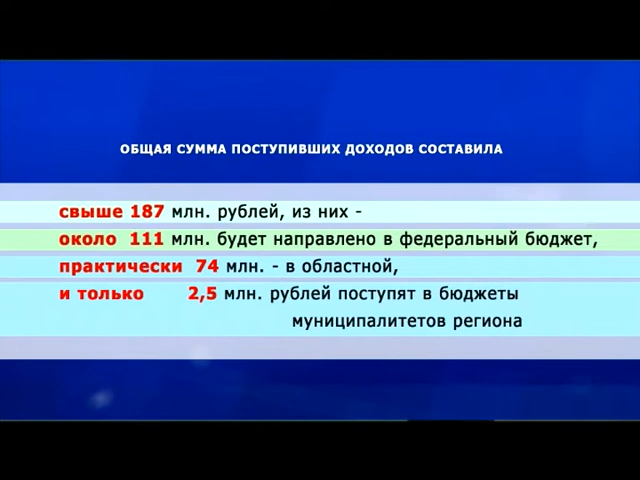 ОБЩАЯ СУММА ПОСТУПИВШИХ ДОХОДОВ СОСТАВИЛА
свыше 187 млн. рублей, из них -
около 111 млн. будет направлено в федеральный бюджет,
практически 74 млн. - в областной,
и только 2,5 млн. рублей поступят в бюджеты
муниципалитетов региона